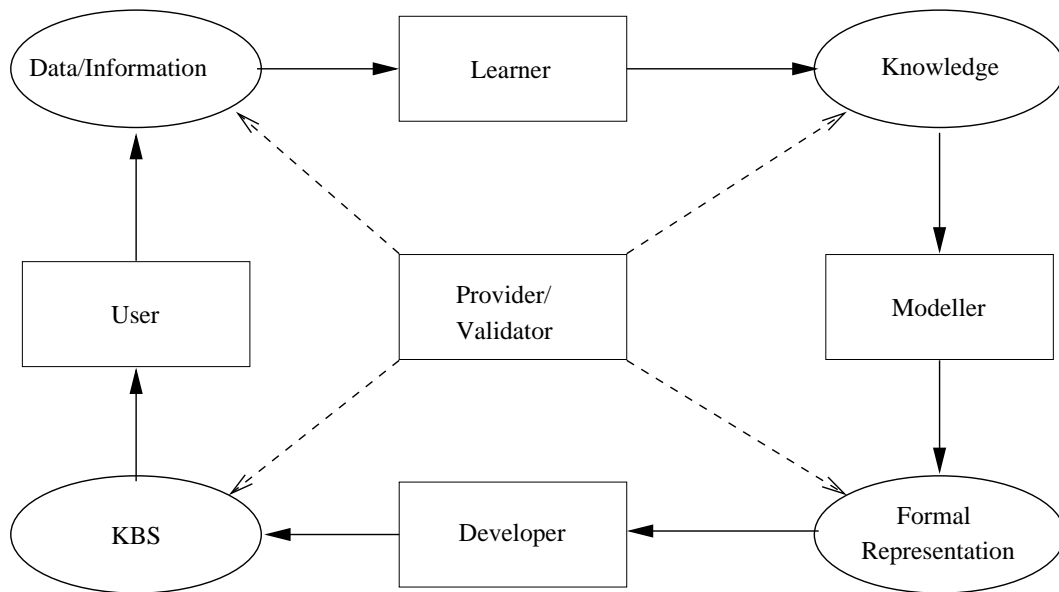 Data/Information
Learner
Knowledge
User
Provider/
Validator
Modeller
KBS
Developer
Formal
Representation